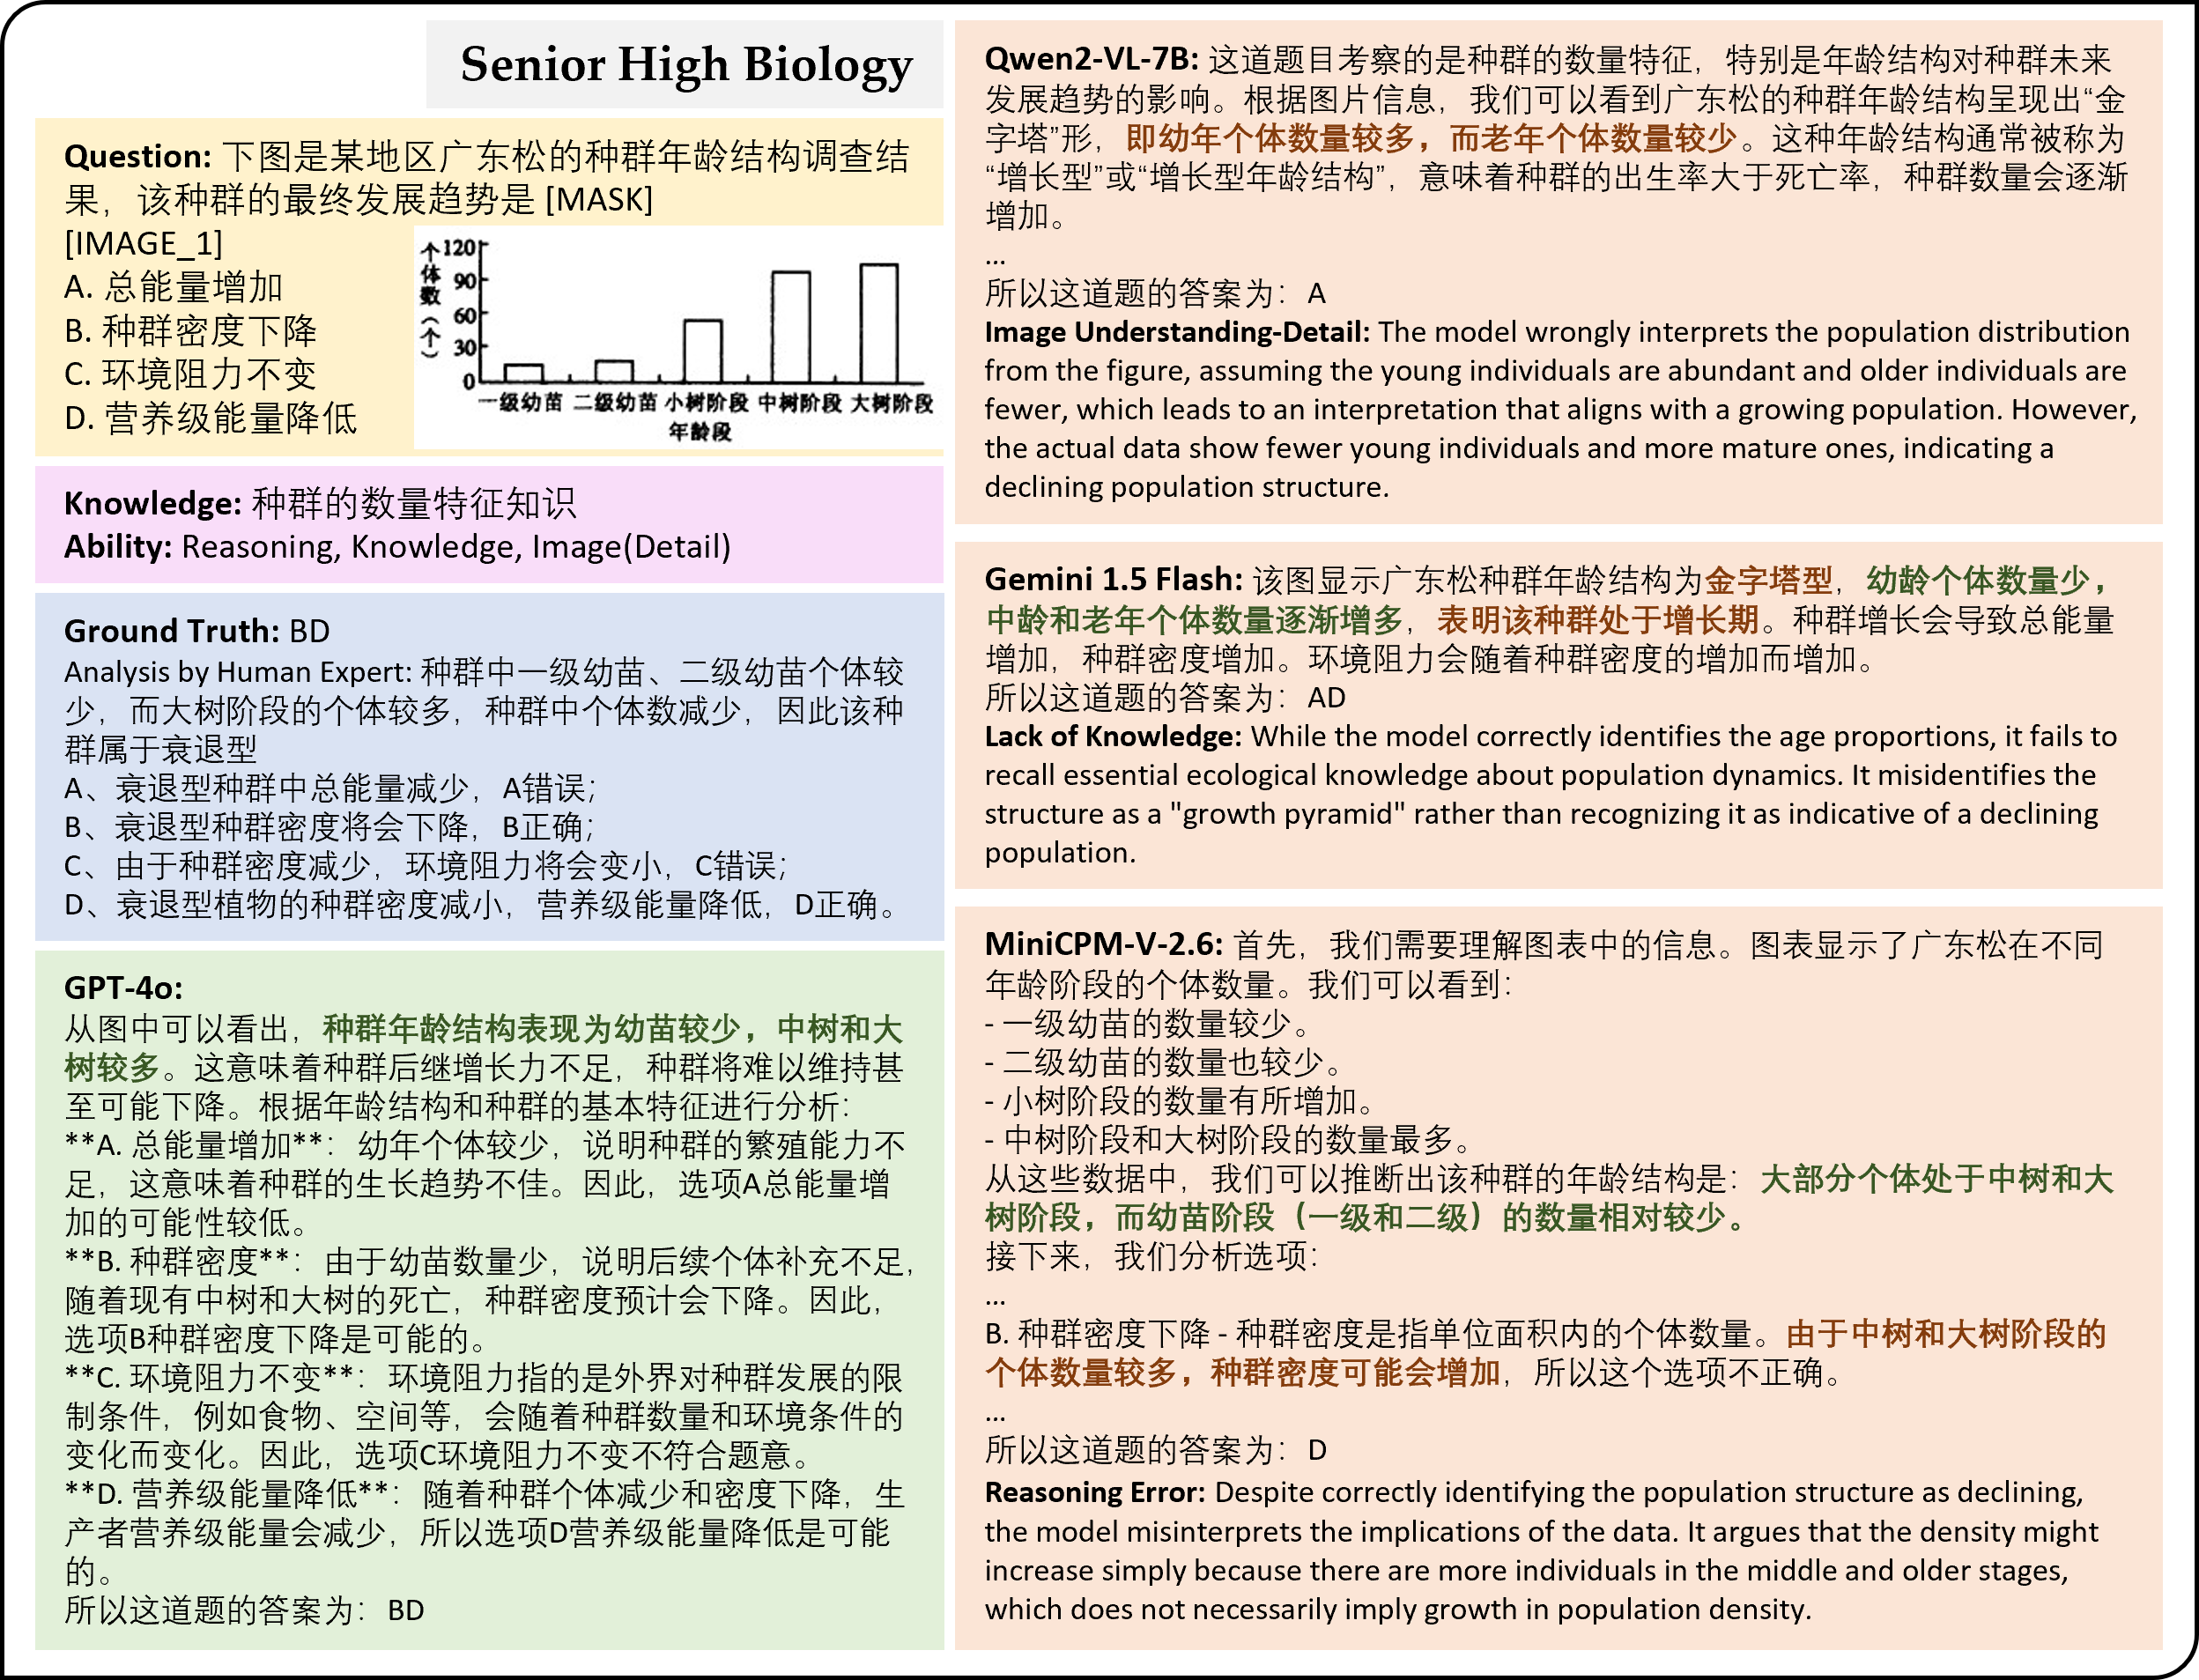 Senior High Biology
Question: 下图是某地区广东松的种群年龄结构调查结
果，该种群的最终发展趋势是 [MASK]
[IMAGE_1]
A. 总能量增加
B. 种群密度下降
C. 环境阻力不变
D. 营养级能量降低
个体数（个）
120
90
60
30
0
一级幼苗 二级幼苗 小树阶段 中树阶段 大树阶段
年龄段
Knowledge: 种群的数量特征知识
Ability: Reasoning, Knowledge, Image(Detail)
Ground Truth: BD
Analysis by Human Expert: 种群中一级幼苗、二级幼苗个体较
少，而大树阶段的个体较多，种群中个体数减少，因此该种
群属于衰退型
A、衰退型种群中总能量减少，A错误；
B、衰退型种群密度将会下降，B正确；
C、由于种群密度减少，环境阻力将会变小，C错误；
D、衰退型植物的种群密度减小，营养级能量降低，D正确。
GPT-4o:
从图中可以看出，种群年龄结构表现为幼苗较少，中树和大
树较多。这意味着种群后继增长力不足，种群将难以维持甚
至可能下降。根据年龄结构和种群的基本特征进行分析：
**A. 总能量增加**：幼年个体较少，说明种群的繁殖能力不
足，这意味着种群的生长趋势不佳。因此，选项A总能量增
加的可能性较低。
**B. 种群密度**：由于幼苗数量少，说明后续个体补充不足，
随着现有中树和大树的死亡，种群密度预计会下降。因此，
选项B种群密度下降是可能的。
**C. 环境阻力不变**：环境阻力指的是外界对种群发展的限
制条件，例如食物、空间等，会随着种群数量和环境条件的
变化而变化。因此，选项C环境阻力不变不符合题意。
**D. 营养级能量降低**：随着种群个体减少和密度下降，生
产者营养级能量会减少，所以选项D营养级能量降低是可能
的。
所以这道题的答案为：BD
Qwen2-VL-7B: 这道题目考察的是种群的数量特征，特别是年龄结构对种群未来
发展趋势的影响。根据图片信息，我们可以看到广东松的种群年龄结构呈现出“金
字塔”形，即幼年个体数量较多，而老年个体数量较少。这种年龄结构通常被称为
“增长型”或“增长型年龄结构”，意味着种群的出生率大于死亡率，种群数量会逐渐
增加。
...
所以这道题的答案为：A
Image Understanding-Detail: The model wrongly interprets the population distribution
from the figure, assuming the young individuals are abundant and older individuals are
fewer, which leads to an interpretation that aligns with a growing population. However,
the actual data show fewer young individuals and more mature ones, indicating a
declining population structure.
Gemini 1.5 Flash: 该图显示广东松种群年龄结构为金字塔型，幼龄个体数量少，
中龄和老年个体数量逐渐增多，表明该种群处于增长期。种群增长会导致总能量
增加，种群密度增加。环境阻力会随着种群密度的增加而增加。
所以这道题的答案为：AD
Lack of Knowledge: While the model correctly identifies the age proportions, it fails to
recall essential ecological knowledge about population dynamics. It misidentifies the
structure as a "growth pyramid" rather than recognizing it as indicative of a declining
population.
MiniCPM-V-2.6: 首先，我们需要理解图表中的信息。图表显示了广东松在不同
年龄阶段的个体数量。我们可以看到：
- 一级幼苗的数量较少。
- 二级幼苗的数量也较少。
- 小树阶段的数量有所增加。
- 中树阶段和大树阶段的数量最多。
从这些数据中，我们可以推断出该种群的年龄结构是：大部分个体处于中树和大
树阶段，而幼苗阶段（一级和二级）的数量相对较少。
接下来，我们分析选项：
...
B. 种群密度下降 - 种群密度是指单位面积内的个体数量。由于中树和大树阶段的
个体数量较多，种群密度可能会增加，所以这个选项不正确。
...
所以这道题的答案为：D
Reasoning Error: Despite correctly identifying the population structure as declining,
the model misinterprets the implications of the data. It argues that the density might
increase simply because there are more individuals in the middle and older stages,
which does not necessarily imply growth in population density.